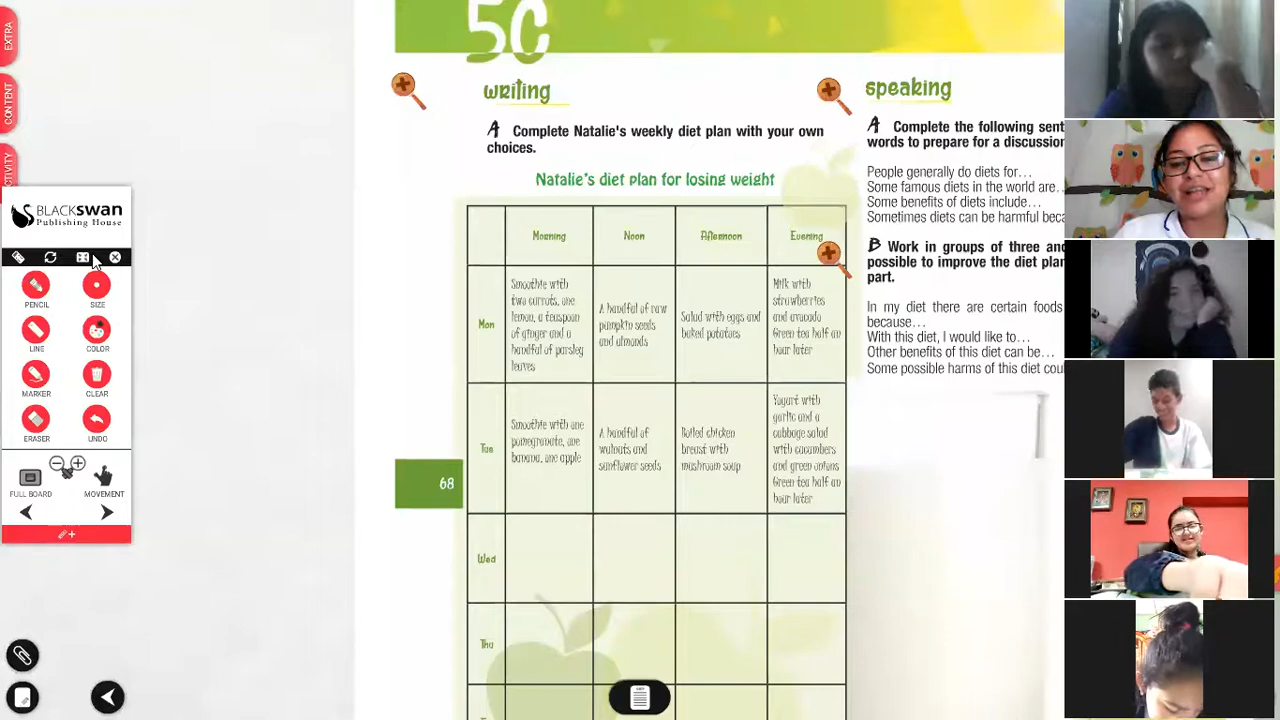 EXTRA
CONTENT
CTIVITY
BLACKSWAN
Publishing House
PENCIL
SIZE
LINE
COLOR
MARKER
CLEAR
ERASER
UNDO
FULL BOARD
MOVEMENT
5C
writing
A Complete Natalie's weekly diet plan with your own
choices.
Natalie's diet plan for losing weight
Morning
Noon
Afternoon
Evening
Mon
Smoothie with
two carrots, one
lemon, a teaspoon
of ginger and a
handful of parsley
leaves
A handful of raw
pumpkin seeds
and almonds
Salad with eggs and
baked potatoes
Milk with
strawberries
and avocado
Green tea half an
hour later
Tue
Smoothie with one
pomegranate, one
banana, one apple
A handful of
walnuts and
sunflower seeds
Boiled chicken
breast with
mushroom soup
Yogurt with
garlic and a
cabbage salad
with cucumbers
and green onions
Green tea half an
hour later
Wed
Thu
68
speaking
A Complete the following sent
words to prepare for a discussion
People generally do diets for…
Some famous diets in the world are…
Some benefits of diets include…
Sometimes diets can be harmful beca
B Work in groups of three and
possible to improve the diet plan
part.
In my diet there are certain foods
because…
With this diet, I would like to…
Other benefits of this diet can be…
Some possible harms of this diet coul